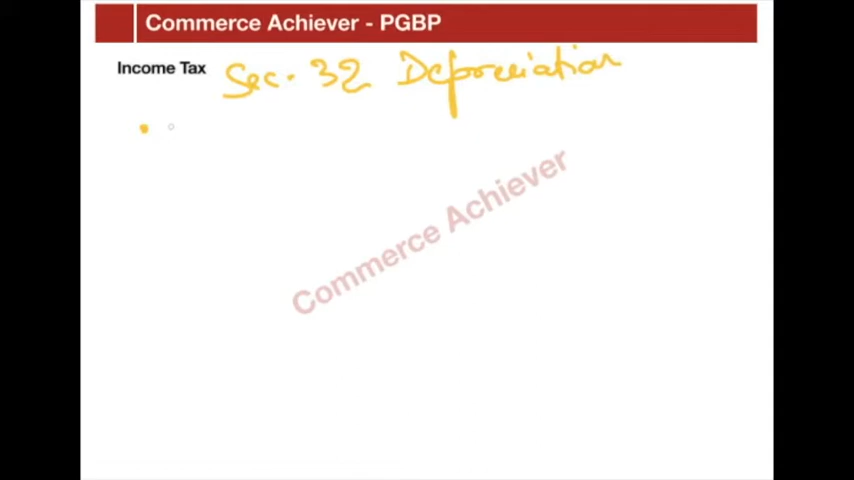 Commerce Achiever - PGBP
Income Tax Sec. 32 Depreciation
Commerce Achiever